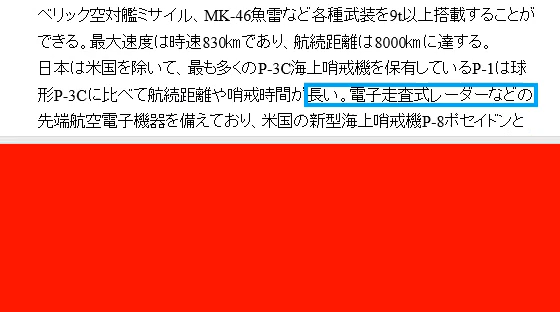 ベリック空対艦ミサイル、MK-46魚雷など各種武装を9t以上搭載することが
できる。最大速度は時速830㎞であり、航続距離は8000㎞に達する。
日本は米国を除いて、最も多くのP-3C海上哨戒機を保有しているP-1は球
形P-3Cに比べて航続距離や哨戒時間が長い。電子走査式レーダーなどの
先端航空電子機器を備えており、米国の新型海上哨戒機P-8ポセイドンと